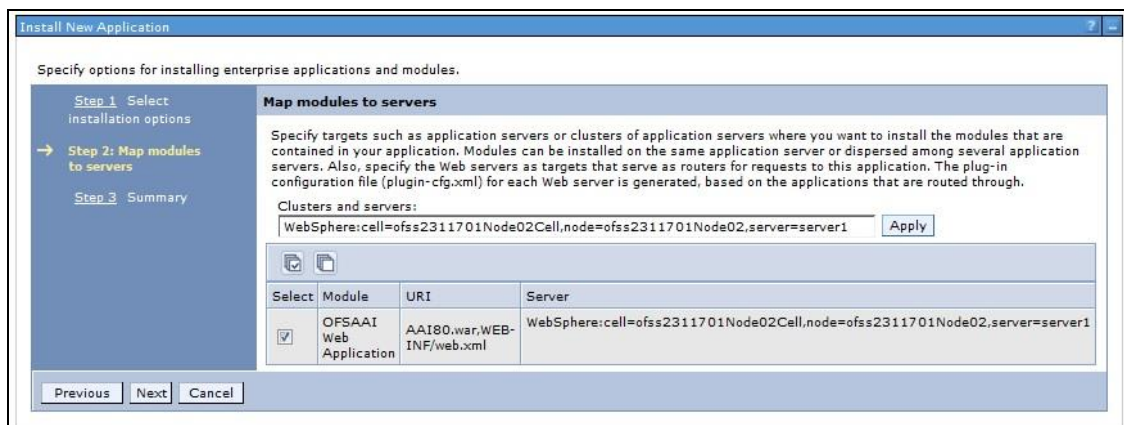 Install New Application
?
Specify options for installing enterprise applications and modules.
Step 1 Select
installation options
Step 2: Map modules
to servers
Step 3 Summary
Map modules to servers
Specify targets such as application servers or clusters of application servers where you want to install the modules that are
contained in your application. Modules can be installed on the same application server or dispersed among several application
servers. Also, specify the Web servers as targets that serve as routers for requests to this application. The plug-in
configuration file (plugin-cfg.xml) for each Web server is generated, based on the applications that are routed through.
Clusters and servers:
WebSphere:cell=ofss2311701Node02Cell,node=ofss2311701Node02,server=server1
Apply
Select Module URI Server
OFSAAI
Web
Application
AAI80.war,WEB-
INF/web.xml
WebSphere:cell=ofss2311701Node02Cell,node=ofss2311701Node02,server=server1
Previous Next Cancel